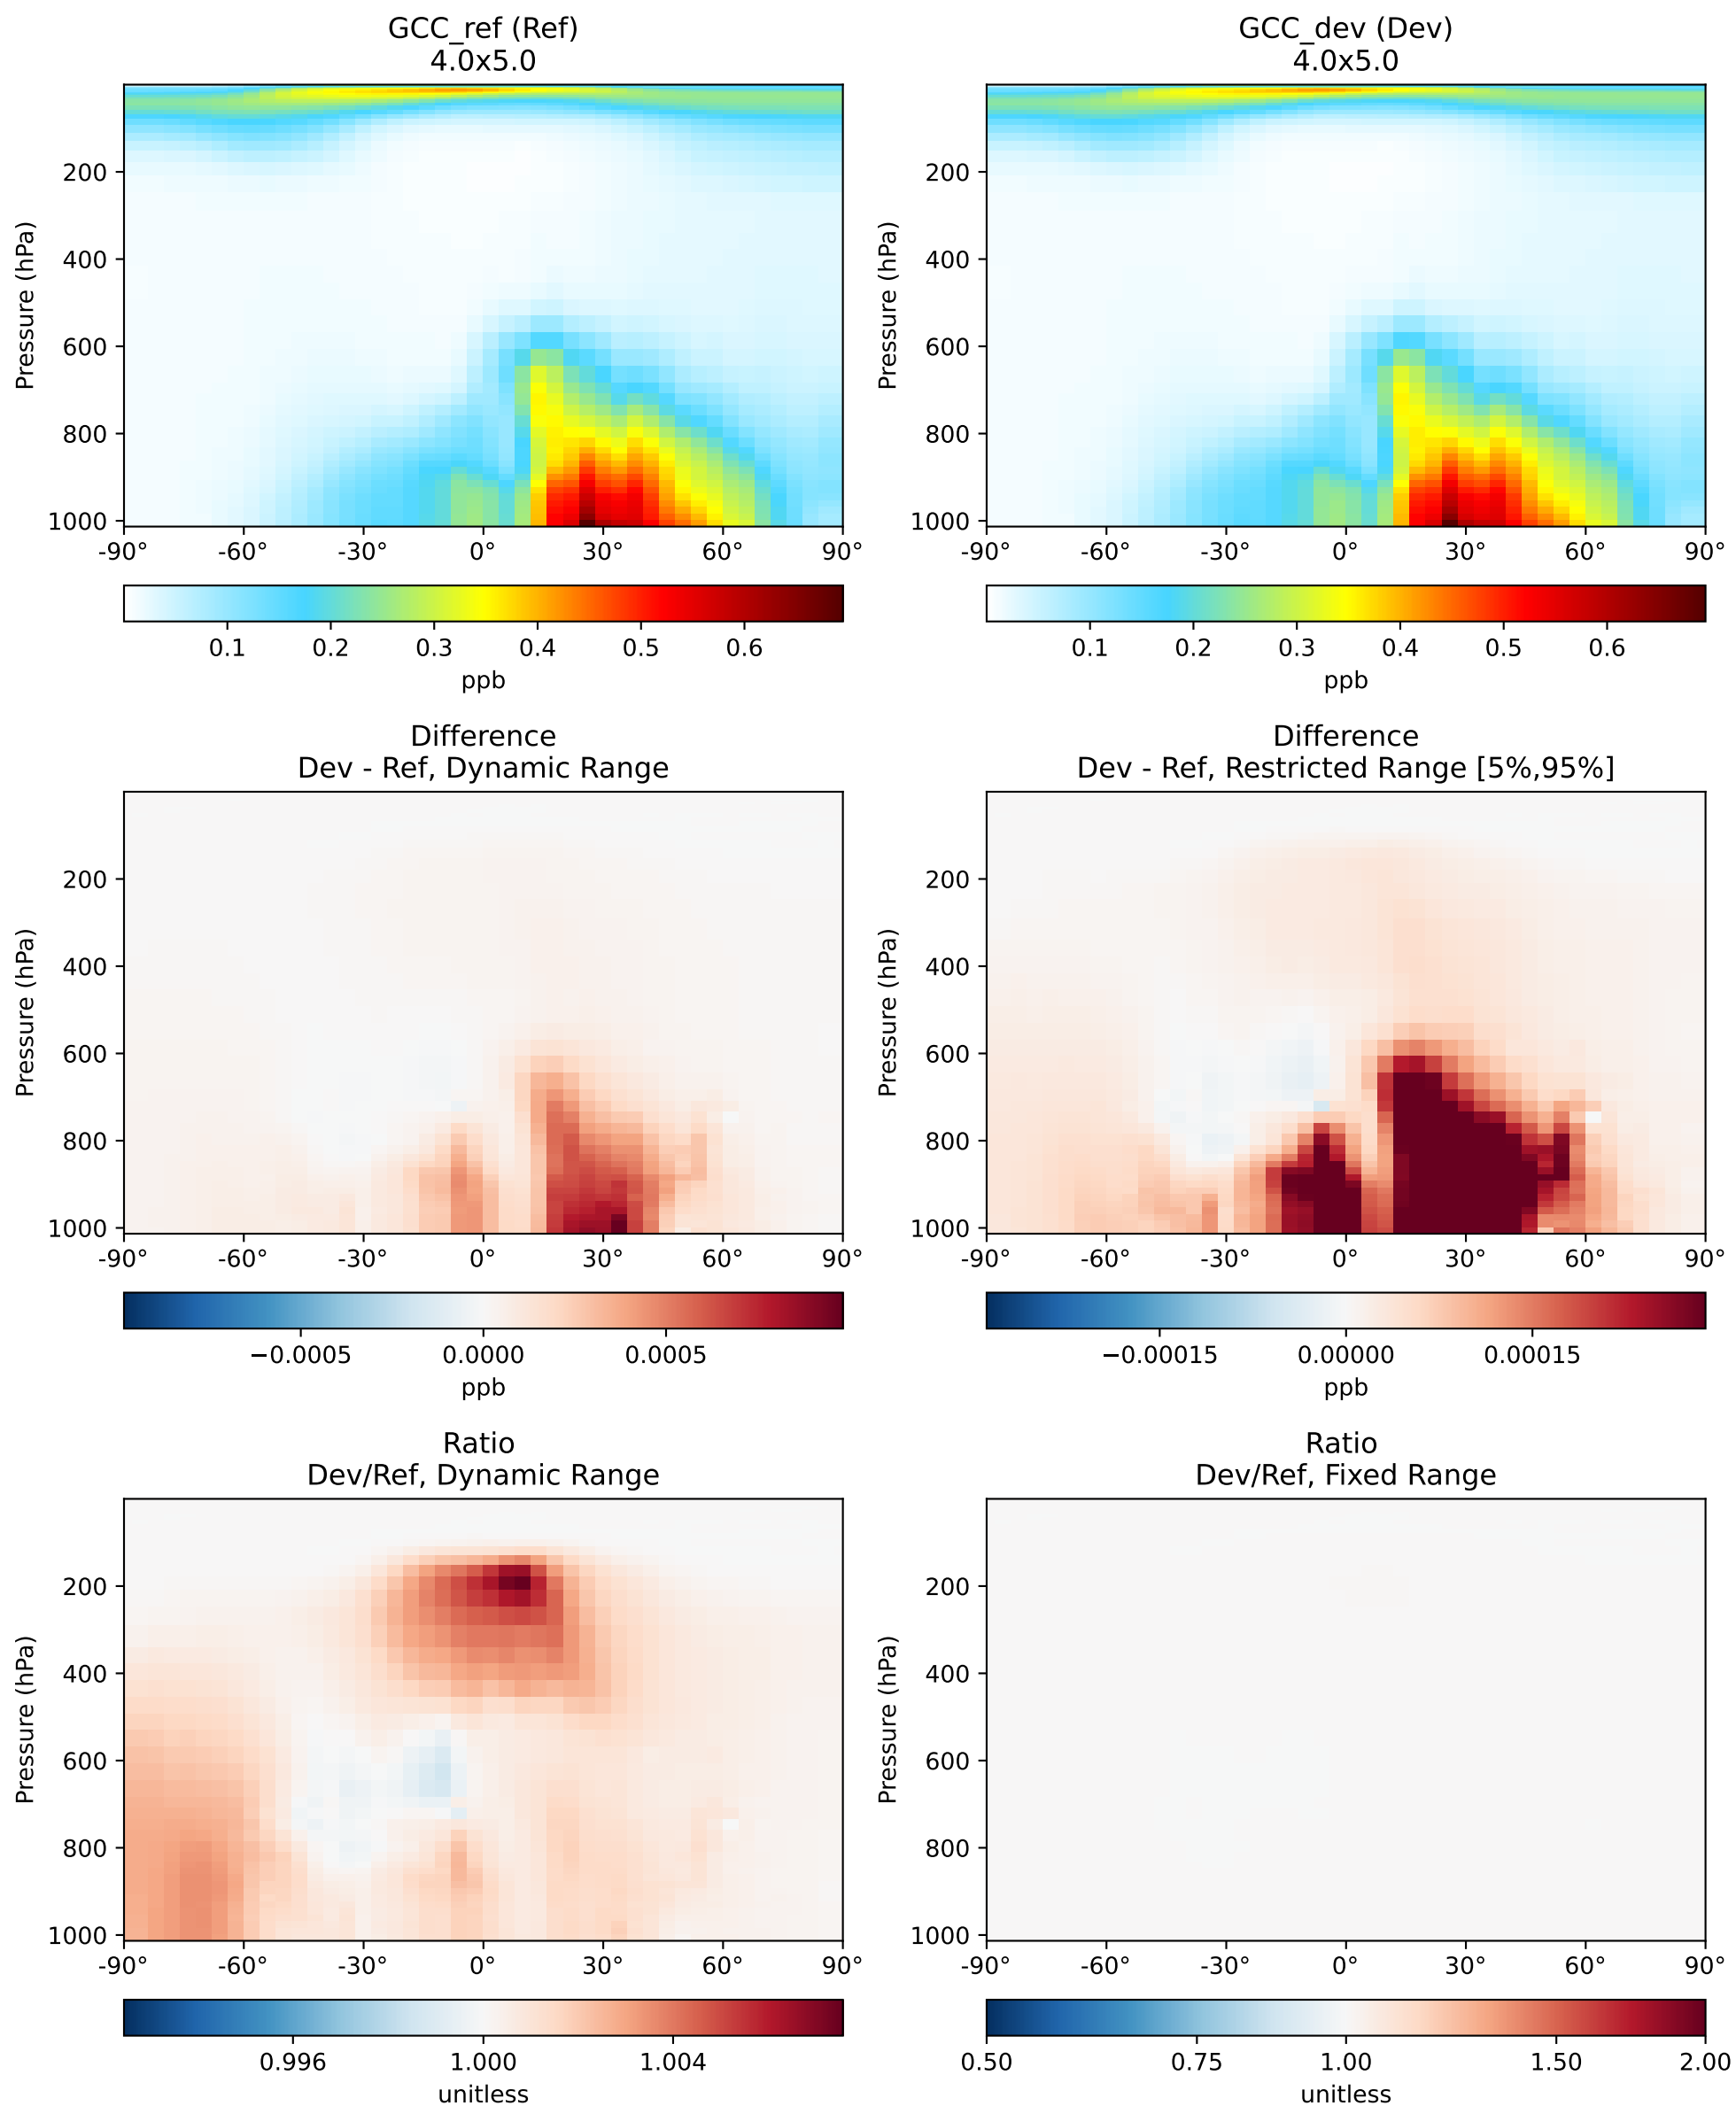 GCC_ref (Ref)
4.0x5.0
GCC_dev (Dev)
4.0x5.0
Pressure (hPa)
200
400
600
800
1000
-90° -60° -30° 0° 30° 60° 90°
0.1 0.2 0.3 0.4 0.5 0.6
ppb
Pressure (hPa)
200
400
600
800
1000
-90° -60° -30° 0° 30° 60° 90°
0.1 0.2 0.3 0.4 0.5 0.6
ppb
Difference
Dev - Ref, Dynamic Range
Pressure (hPa)
200
400
600
800
1000
-90° -60° -30° 0° 30° 60° 90°
−0.0005 0.0000 0.0005
ppb
Difference
Dev - Ref, Restricted Range [5%,95%]
Pressure (hPa)
200
400
600
800
1000
-90° -60° -30° 0° 30° 60° 90°
−0.00015 0.00000 0.00015
ppb
Ratio
Dev/Ref, Dynamic Range
Pressure (hPa)
200
400
600
800
1000
-90° -60° -30° 0° 30° 60° 90°
0.996 1.000 1.004
unitless
Ratio
Dev/Ref, Fixed Range
Pressure (hPa)
200
400
600
800
1000
-90° -60° -30° 0° 30° 60° 90°
0.50 0.75 1.00 1.50 2.00
unitless